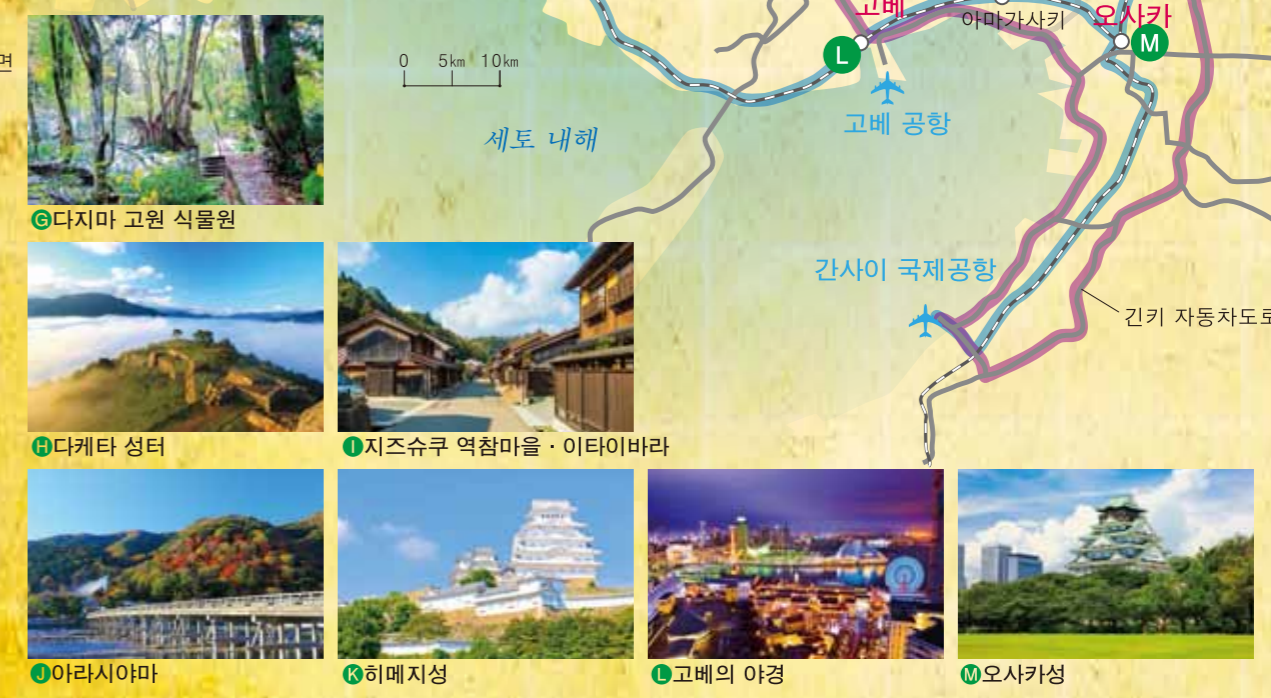 고베
아마가사키
오사카
M
L
면
0 5km 10km
고베 공항
세토 내해
G다지마 고원 식물원
간사이 국제공항
긴키 자동차도로
H다케타 성터
I지즈슈쿠 역참마을 · 이타이바라
J아라시야마
K히메지성
L고베의 야경
M오사카성